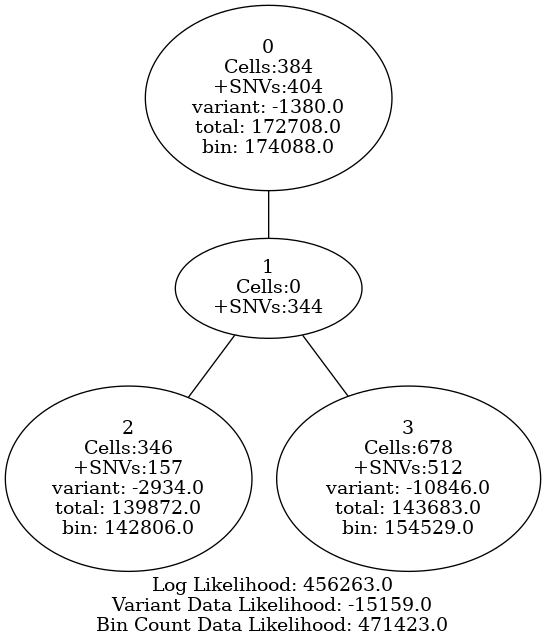 0
Cells:384
+SNVs:404
variant: -1380.0
total: 172708.0
bin: 174088.0
1
Cells:0
+SNVs:344
2
Cells:346
+SNVs:157
variant: -2934.0
total: 139872.0
bin: 142806.0
3
Cells:678
+SNVs:512
variant: -10846.0
total: 143683.0
bin: 154529.0
Log Likelihood: 456263.0
Variant Data Likelihood: -15159.0
Bin Count Data Likelihood: 471423.0